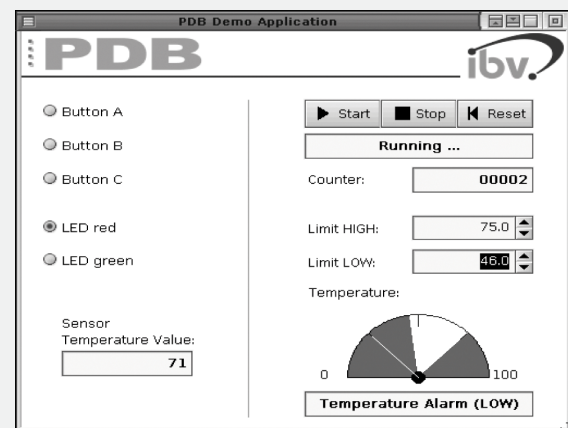 PDB Demo Application
PDB
ibv.
Button A
Button B
Button C
LED red
LED green
Sensor
Temperature Value:
71
Start Stop Reset
Running ...
Counter: 00002
Limit HIGH: 75.0
Limit LOW: 46.0
Temperature:
0 100
Temperature Alarm (LOW)